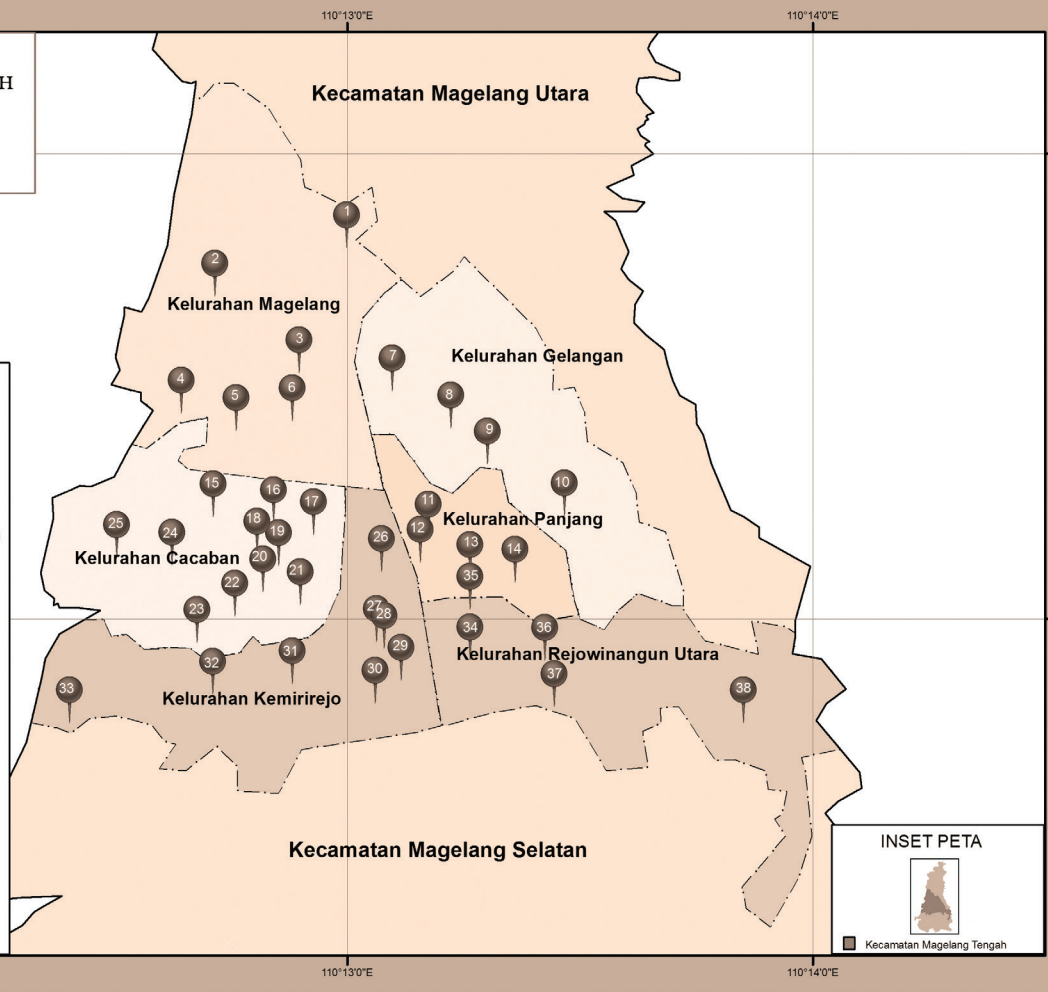 110°13'0"E
110°14'0"E
H
Kecamatan Magelang Utara
1
2
Kelurahan Magelang
3
7
Kelurahan Gelangan
4
5
6
8
9
10
15
16
17
11
Kelurahan Panjang
25
24
18
19
12
26
13
14
Kelurahan Cacaban
20
21
35
22
23
27
28
34
36
29
31
Kelurahan Rejowinangun Utara
32
30
37
33
38
Kelurahan Kemirirejo
Kecamatan Magelang Selatan
INSET PETA
Kecamatan Magelang Tengah
110°13'0"E
110°14'0"E